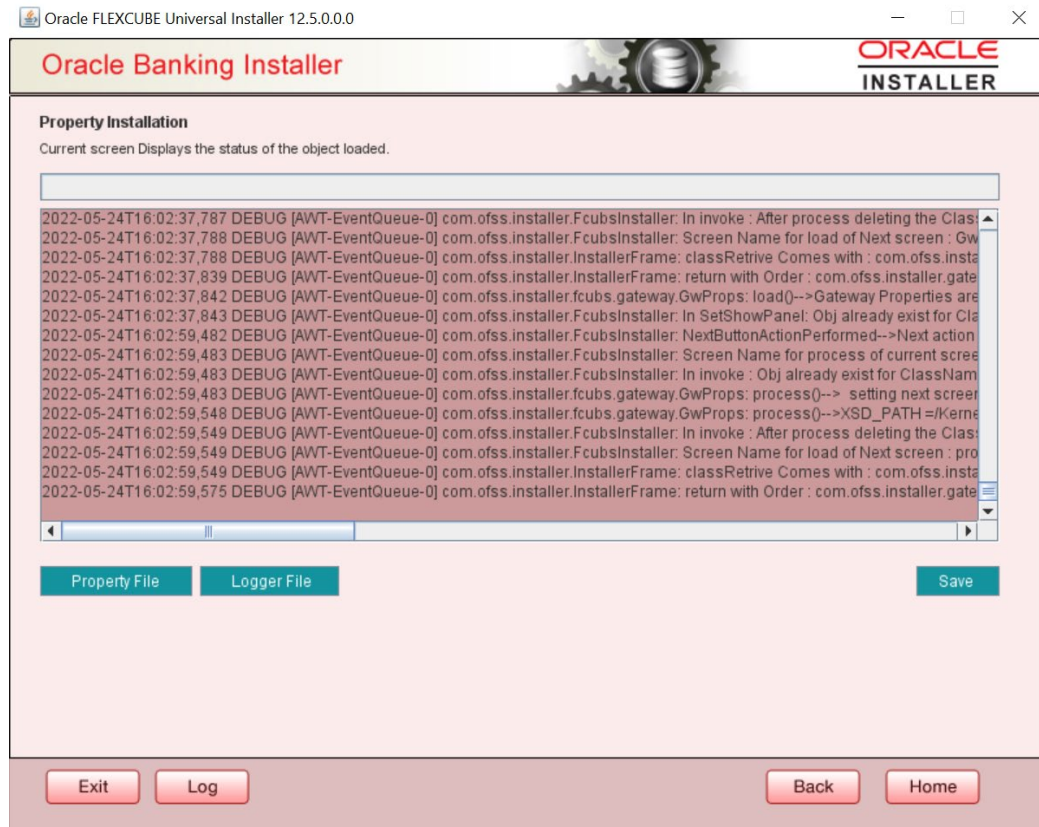 Oracle FLEXCUBE Universal Installer 12.5.0.0.0
Oracle Banking Installer
ORACLE
INSTALLER
Property Installation
Current screen Displays the status of the object loaded.
2022-05-24T16:02:37,787 DEBUG [AWT-EventQueue-0] com.ofss.installer.FcubsInstaller: In invoke : After process deleting the Clas
2022-05-24T16:02:37,788 DEBUG [AWT-EventQueue-0] com.ofss.installer.FcubsInstaller: Screen Name for load of Next screen : Gw
2022-05-24T16:02:37,788 DEBUG [AWT-EventQueue-0] com.ofss.installer.InstallerFrame: classRetrive Comes with : com.ofss.insta
2022-05-24T16:02:37,839 DEBUG [AWT-EventQueue-0] com.ofss.installer.InstallerFrame: return with Order : com.ofss.installer.gate
2022-05-24T16:02:37,842 DEBUG [AWT-EventQueue-0] com.ofss.installer.fcubs.gateway.GwProps: load()-->Gateway Properties are
2022-05-24T16:02:37,843 DEBUG [AWT-EventQueue-0] com.ofss.installer.FcubsInstaller: In SetShowPanel: Obj already exist for Cla
2022-05-24T16:02:59,482 DEBUG [AWT-EventQueue-0] com.ofss.installer.FcubsInstaller: NextButtonActionPerformed-->Next action
2022-05-24T16:02:59,483 DEBUG [AWT-EventQueue-0] com.ofss.installer.FcubsInstaller: Screen Name for process of current scree
2022-05-24T16:02:59,483 DEBUG [AWT-EventQueue-0] com.ofss.installer.FcubsInstaller: In invoke : Obj already exist for ClassNam
2022-05-24T16:02:59,483 DEBUG [AWT-EventQueue-0] com.ofss.installer.fcubs.gateway.GwProps: process()--> setting next screen
2022-05-24T16:02:59,548 DEBUG [AWT-EventQueue-0] com.ofss.installer.fcubs.gateway.GwProps: process()-->XSD_PATH =/Kerne
2022-05-24T16:02:59,549 DEBUG [AWT-EventQueue-0] com.ofss.installer.FcubsInstaller: In invoke : After process deleting the Clas
2022-05-24T16:02:59,549 DEBUG [AWT-EventQueue-0] com.ofss.installer.FcubsInstaller: Screen Name for load of Next screen : pro
2022-05-24T16:02:59,549 DEBUG [AWT-EventQueue-0] com.ofss.installer.InstallerFrame: classRetrive Comes with : com.ofss.insta
2022-05-24T16:02:59,575 DEBUG [AWT-EventQueue-0] com.ofss.installer.InstallerFrame: return with Order : com.ofss.installer.gate
Property File Logger File Save
Exit Log Back Home